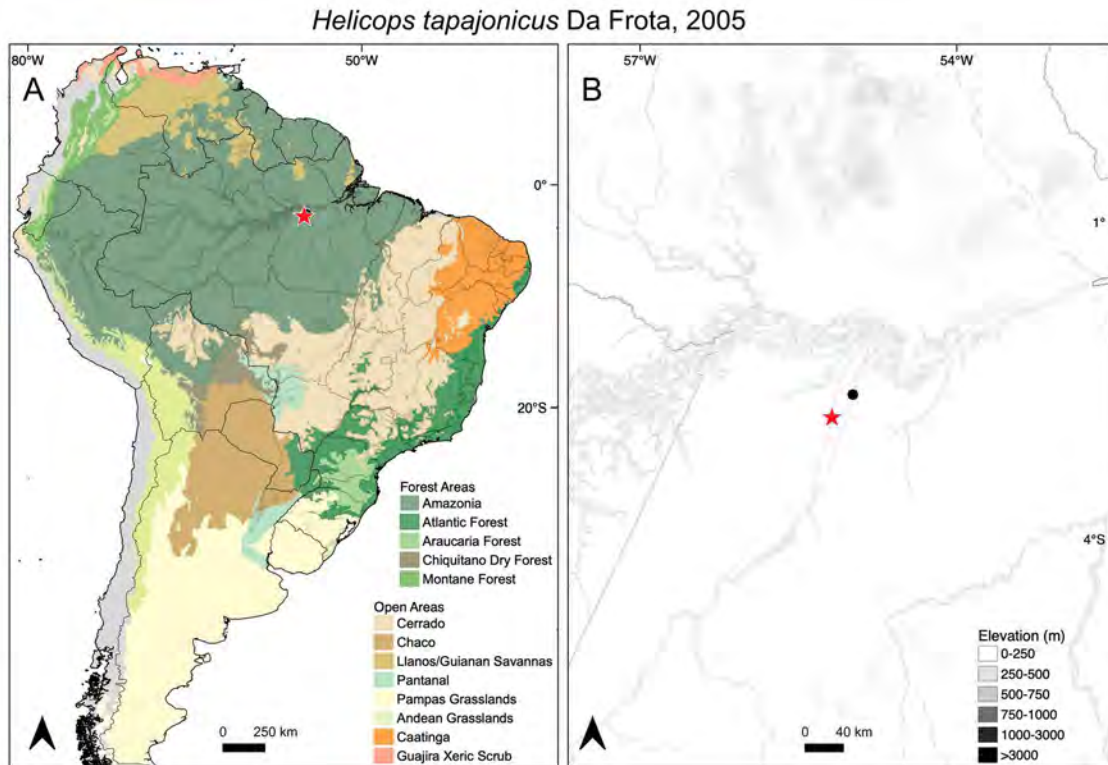 Helicops tapajonicus Da Frota, 2005
A
80°W
50°W
0°
20°S
Forest Areas
Amazonia
Atlantic Forest
Araucaria Forest
Chiquitano Dry Forest
Montane Forest
Open Areas
Cerrado
Chaco
Llanos/Guianan Savannas
Pantanal
Pampas Grasslands
Andean Grasslands
Caatinga
Guajira Xeric Scrub
0 250 km
B
57°W
54°W
1°
4°S
Elevation (m)
0-250
250-500
500-750
750-1000
1000-3000
>3000
0 40 km